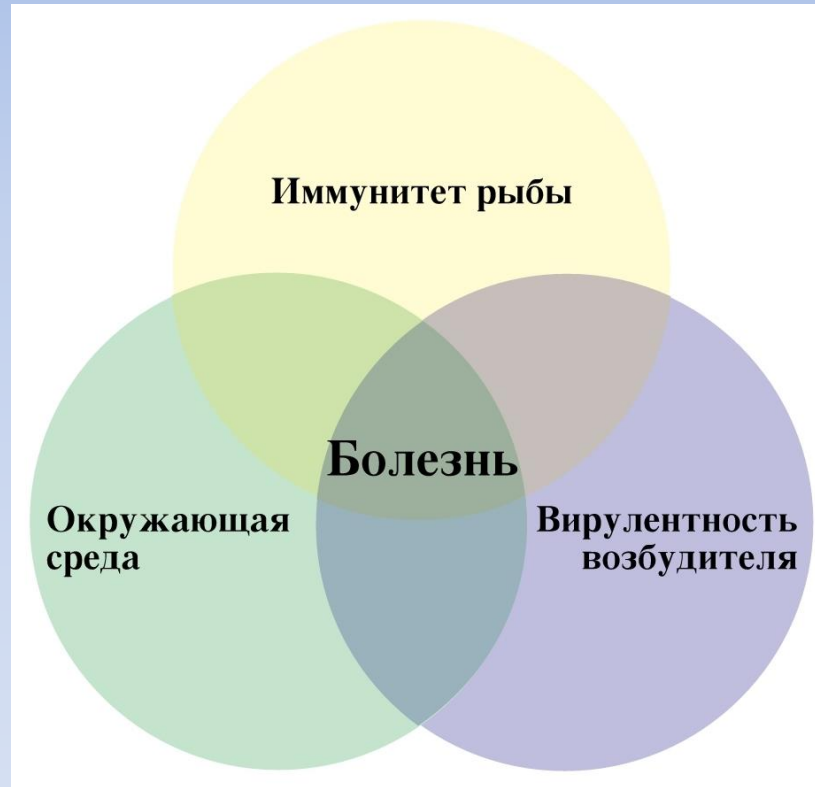 Иммунитет рыбы
Болезнь
Окружающая
среда
Вирулентность
возбудителя